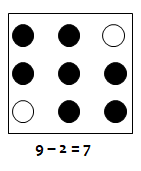 9 – 2 = 7